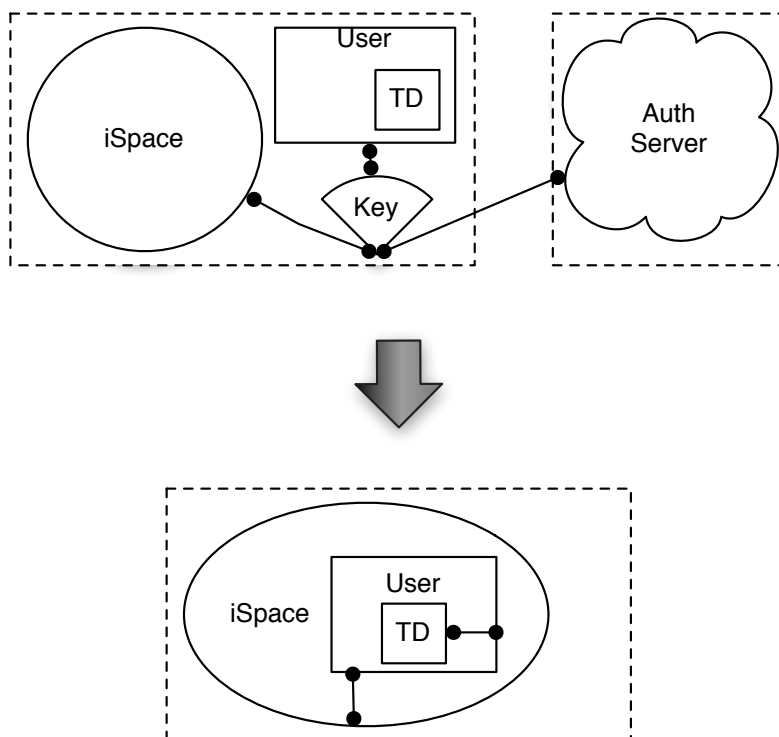 User
TD
iSpace
Auth
Server
Key
User
iSpace
TD